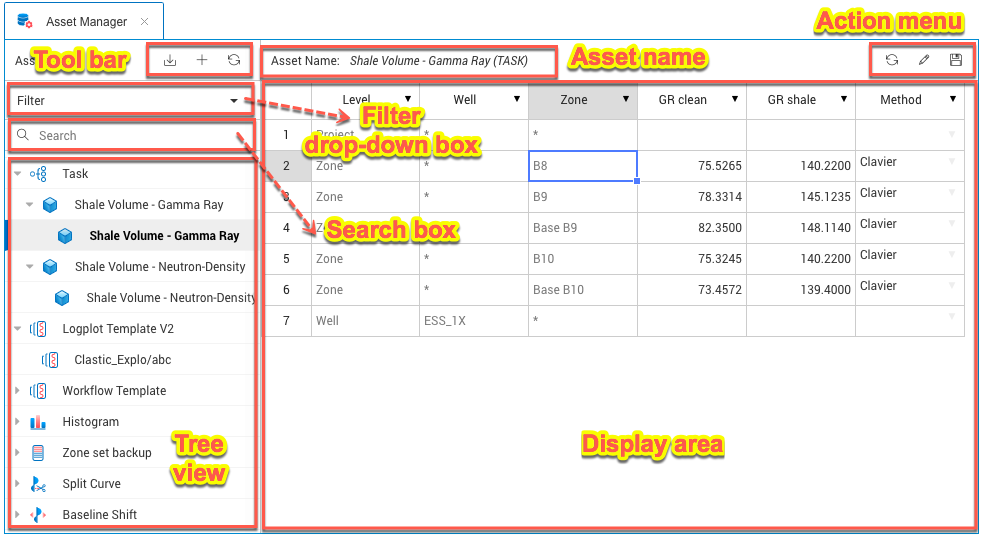 Asset Manager
Action menu
Tool bar
Asset Name: Shale Volume - Gamma Ray (TASK)
Asset name
Filter
Search
Filter
drop-down box
Search box
Task
Shale Volume - Gamma Ray
Shale Volume - Gamma Ray
Shale Volume - Neutron-Density
Shale Volume - Neutron-Density
Logplot Template V2
Clastic_Explo/abc
Workflow Template
Histogram
Zone set backup
Split Curve
Baseline Shift
Tree
view
Level Well Zone GR clean GR shale Method
1 Project * *
2 Zone * B8 75.5265 140.2200 Clavier
3 Zone * B9 78.3314 145.1235 Clavier
4 Zone * Base B9 82.3500 148.1140 Clavier
5 Zone * B10 75.3245 140.2200 Clavier
6 Zone * Base B10 73.4572 139.4000 Clavier
7 Well ESS_1X *
Display area